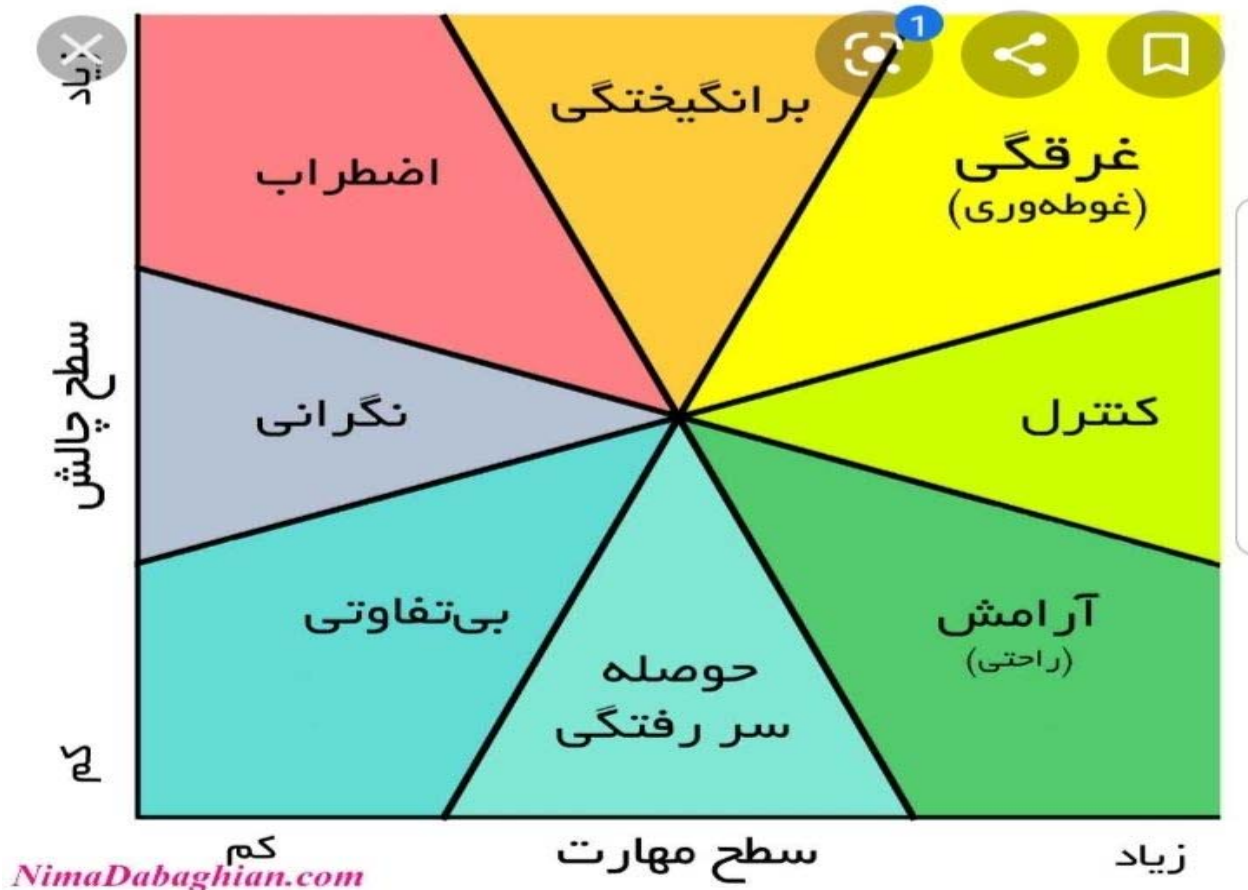 زیاد
برانگیختگی
1
غرقگی
(غوطه‌وری)
اضطراب
سطح چالش
نگرانی
کنترل
بی‌تفاوتی
آرامش
(راحتی)
حوصله
سر رفتگی
کم
کم
سطح مهارت
زیاد
NimaDabaghian.com